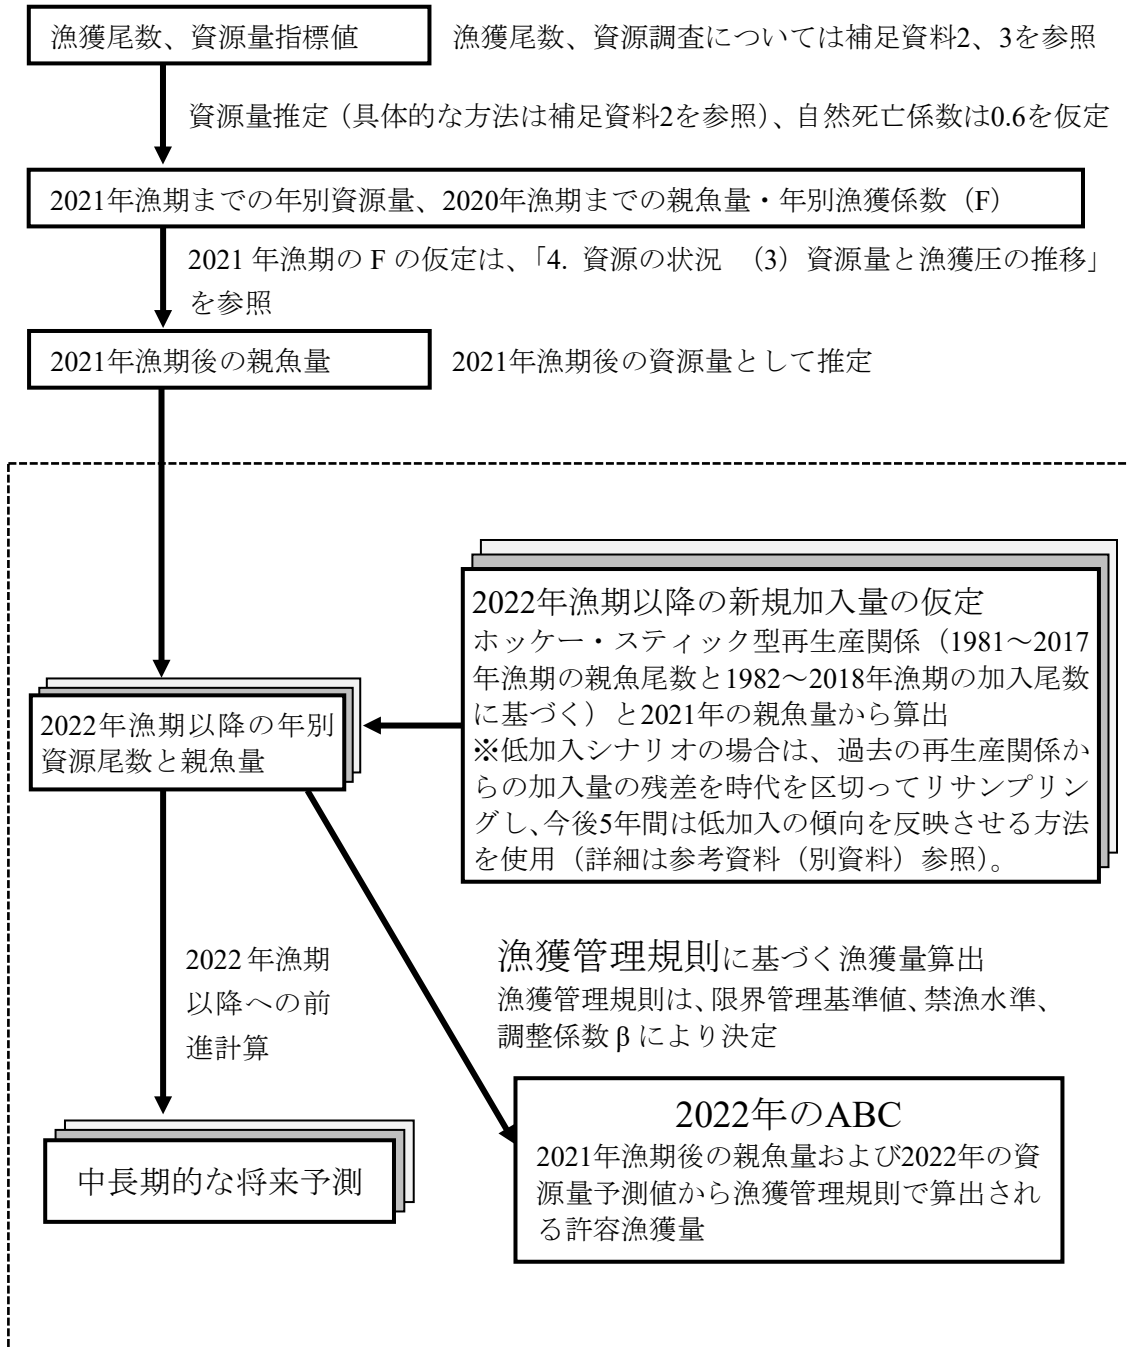 漁獲尾数、資源量指標値
漁獲尾数、資源調査については補足資料2、3を参照
資源量推定（具体的な方法は補足資料2を参照）、自然死亡係数は0.6を仮定
2021年漁期までの年別資源量、2020年漁期までの親魚量・年別漁獲係数（F）
2021 年漁期の F の仮定は、「4. 資源の状況　（3）資源量と漁獲圧の推移」
を参照
2021年漁期後の親魚量
2021年漁期後の資源量として推定
2022年漁期以降の新規加入量の仮定
ホッケー・スティック型再生産関係（1981～2017
年漁期の親魚尾数と1982～2018年漁期の加入尾数
に基づく）と2021年の親魚量から算出
※低加入シナリオの場合は、過去の再生産関係か
らの加入量の残差を時代を区切ってリサンプリン
グし、今後5年間は低加入の傾向を反映させる方法
を使用（詳細は参考資料（別資料）参照）。
2022年漁期以降の年別
資源尾数と親魚量
2022 年漁期
以降への前
進計算
漁獲管理規則に基づく漁獲量算出
漁獲管理規則は、限界管理基準値、禁漁水準、
調整係数 β により決定
中長期的な将来予測
2022年のABC
2021年漁期後の親魚量および2022年の資
源量予測値から漁獲管理規則で算出され
る許容漁獲量